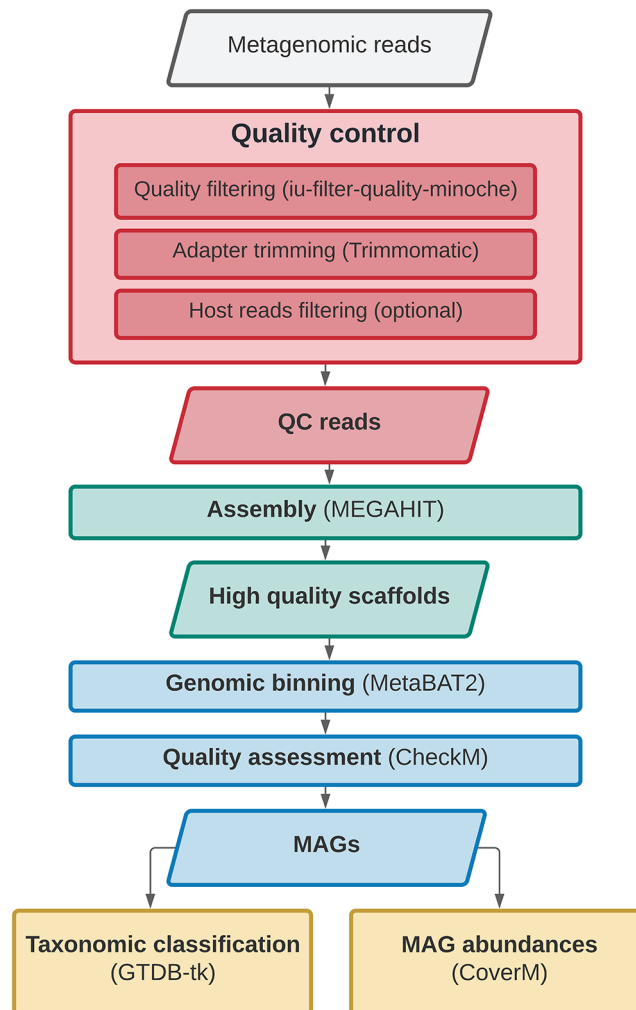 Metagenomic reads
Quality control
Quality filtering (iu-filter-quality-minoche)
Adapter trimming (Trimmomatic)
Host reads filtering (optional)
QC reads
Assembly (MEGAHIT)
High quality scaffolds
Genomic binning (MetaBAT2)
Quality assessment (CheckM)
MAGs
Taxonomic classification
(GTDB-tk)
MAG abundances
(CoverM)